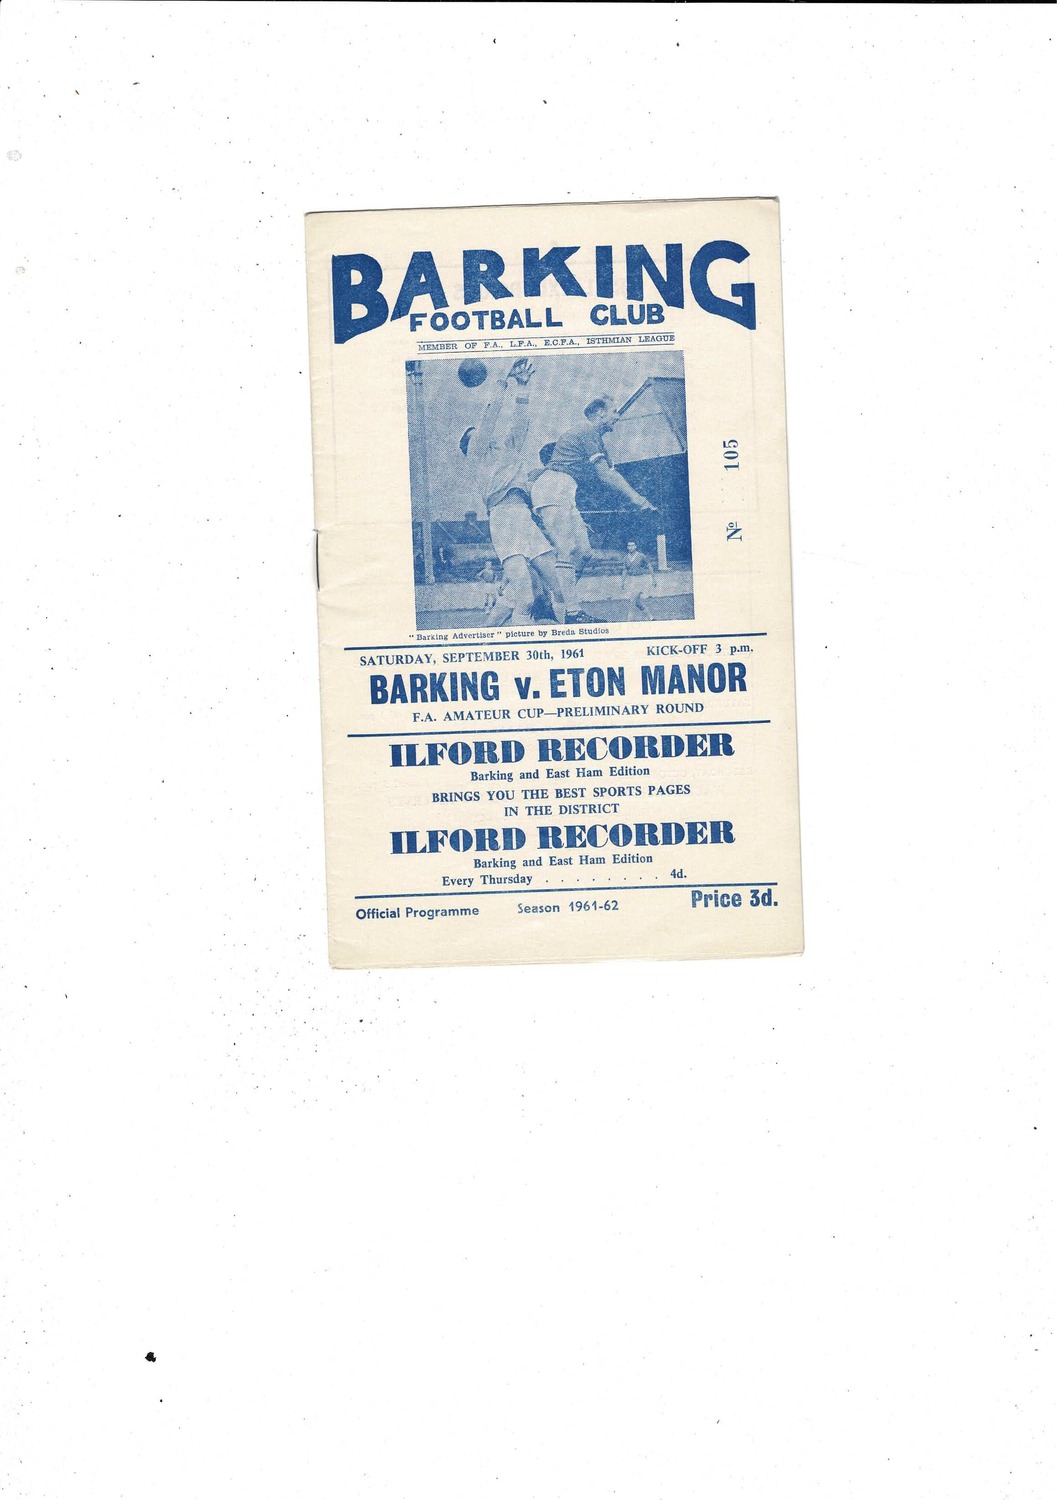 BARKING
FOOTBALL CLUB
MEMBER OF F.A., L.F.A., E.C.F.A., ISTHMIAN LEAGUE
Nº 105
"Barking Advertiser" picture by Breda Studios
SATURDAY, SEPTEMBER 30th, 1961 KICK-OFF 3 p.m.
BARKING v. ETON MANOR
F.A. AMATEUR CUP—PRELIMINARY ROUND
ILFORD RECORDER
Barking and East Ham Edition
BRINGS YOU THE BEST SPORTS PAGES
IN THE DISTRICT
ILFORD RECORDER
Barking and East Ham Edition
Every Thursday . . . . . . . . 4d.
Official Programme Season 1961-62 Price 3d.